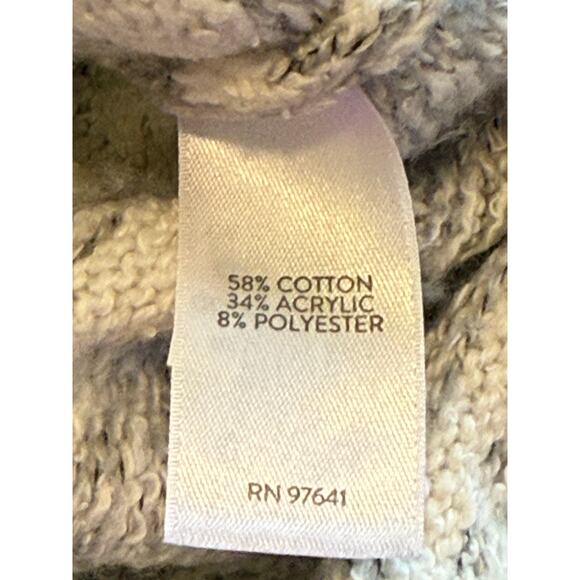 58% COTTON
34% ACRYLIC
8% POLYESTER
RN 97641